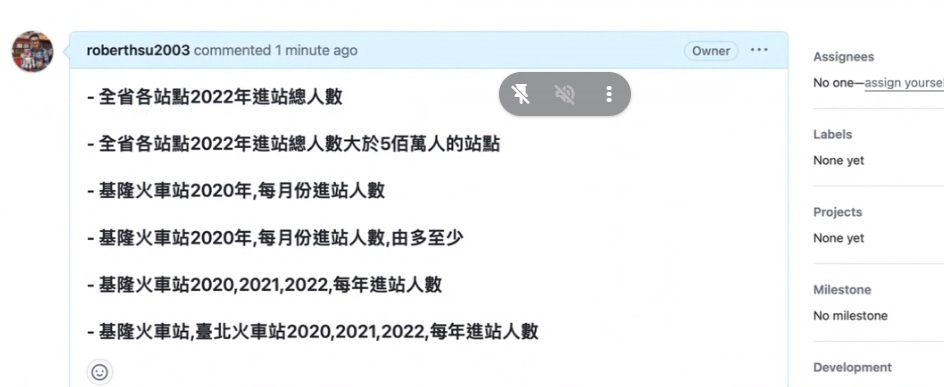 roberthsu2003 commented 1 minute ago
Owner
- 全省各站點2022年進站總人數
- 全省各站點2022年進站總人數大於5佰萬人的站點
- 基隆火車站2020年,每月份進站人數
- 基隆火車站2020年,每月份進站人數,由多至少
- 基隆火車站2020,2021,2022,每年進站人數
- 基隆火車站,臺北火車站2020,2021,2022,每年進站人數
Assignees
No one—assign yourself
Labels
None yet
Projects
None yet
Milestone
No milestone
Development